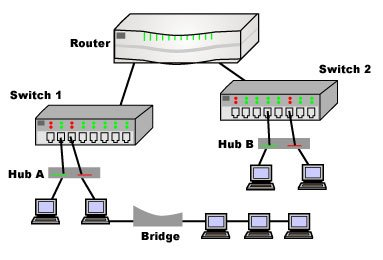 Router
Switch 2
Switch 1
Hub B
Hub A
Bridge